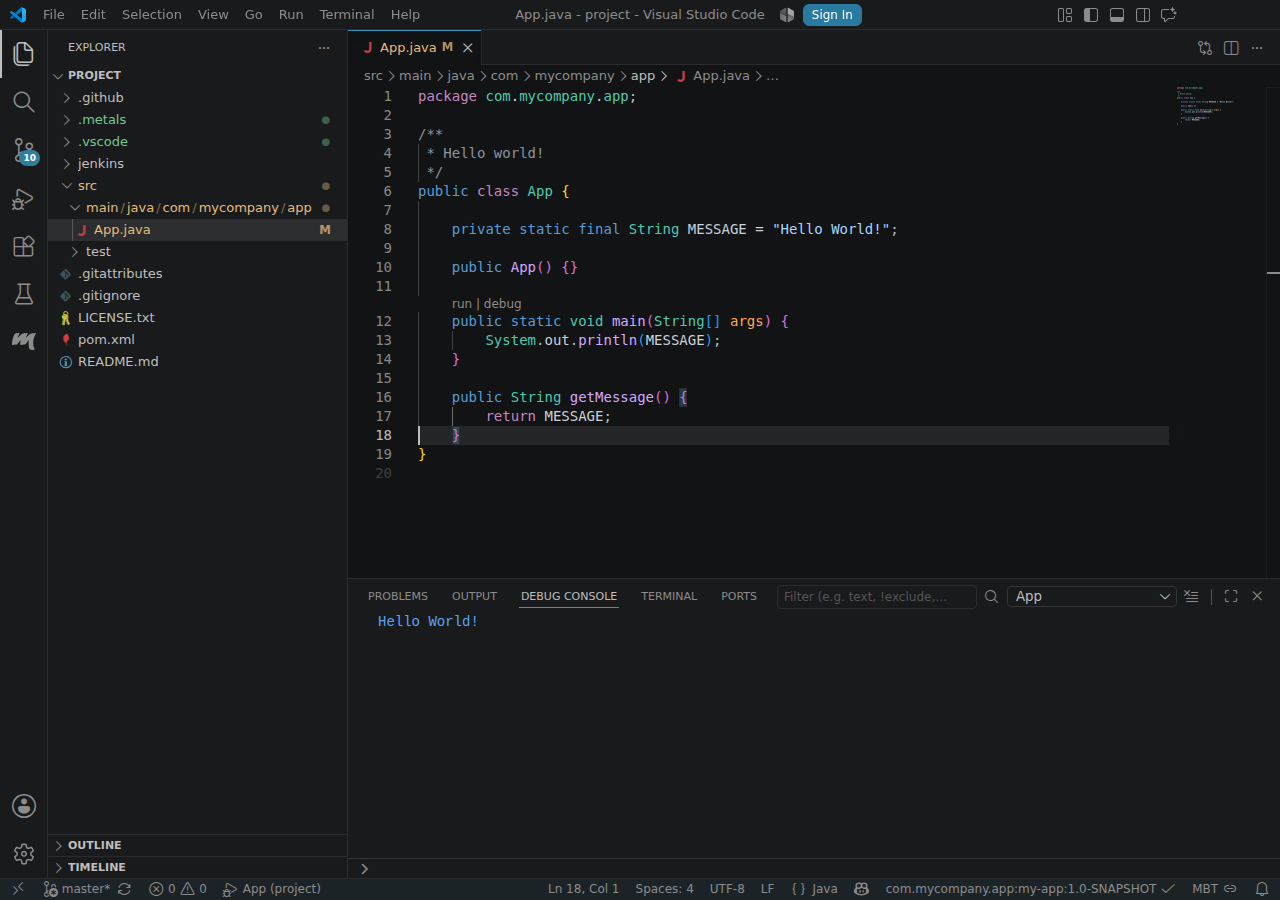 File Edit Selection View Go Run Terminal Help App.java - project - Visual Studio Code Sign In
EXPLORER
PROJECT
.github
.metals
.vscode
jenkins
src
main/java/com/mycompany/app
App.java M
test
.gitattributes
.gitignore
LICENSE.txt
pom.xml
README.md
OUTLINE
TIMELINE
10
App.java M
src > main > java > com > mycompany > app > App.java > ...
1 package com.mycompany.app;
2
3 /**
4 * Hello world!
5 */
6 public class App {
7
8 private static final String MESSAGE = "Hello World!";
9
10 public App() {}
11
run | debug
12 public static void main(String[] args) {
13 System.out.println(MESSAGE);
14 }
15
16 public String getMessage() {
17 return MESSAGE;
18 }
19 }
20
PROBLEMS OUTPUT DEBUG CONSOLE TERMINAL PORTS Filter (e.g. text, !exclude,... App
Hello World!
master* 0 0 App (project) Ln 18, Col 1 Spaces: 4 UTF-8 LF { } Java com.mycompany.app:my-app:1.0-SNAPSHOT MBT